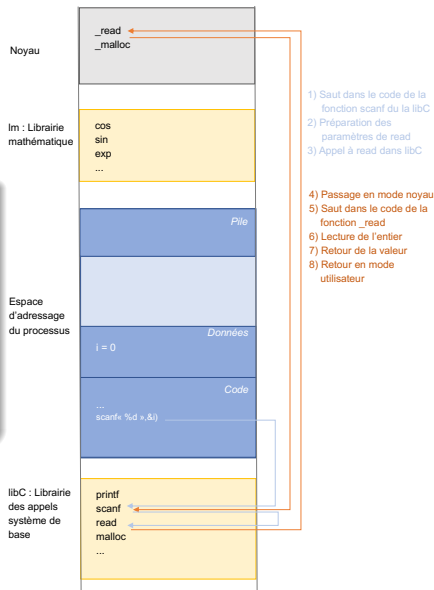 Noyau
_read
_malloc
lm : Librairie
mathématique
cos
sin
exp
...
Espace
d'adressage
du processus
Pile
Données
i = 0
Code
...
scanf« %d »,&i)
libC : Librairie
des appels
système de
base
printf
scanf
read
malloc
...
1) Saut dans le code de la
fonction scanf du la libC
2) Préparation des
paramètres de read
3) Appel à read dans libC
4) Passage en mode noyau
5) Saut dans le code de la
fonction _read
6) Lecture de l'entier
7) Retour de la valeur
8) Retour en mode
utilisateur